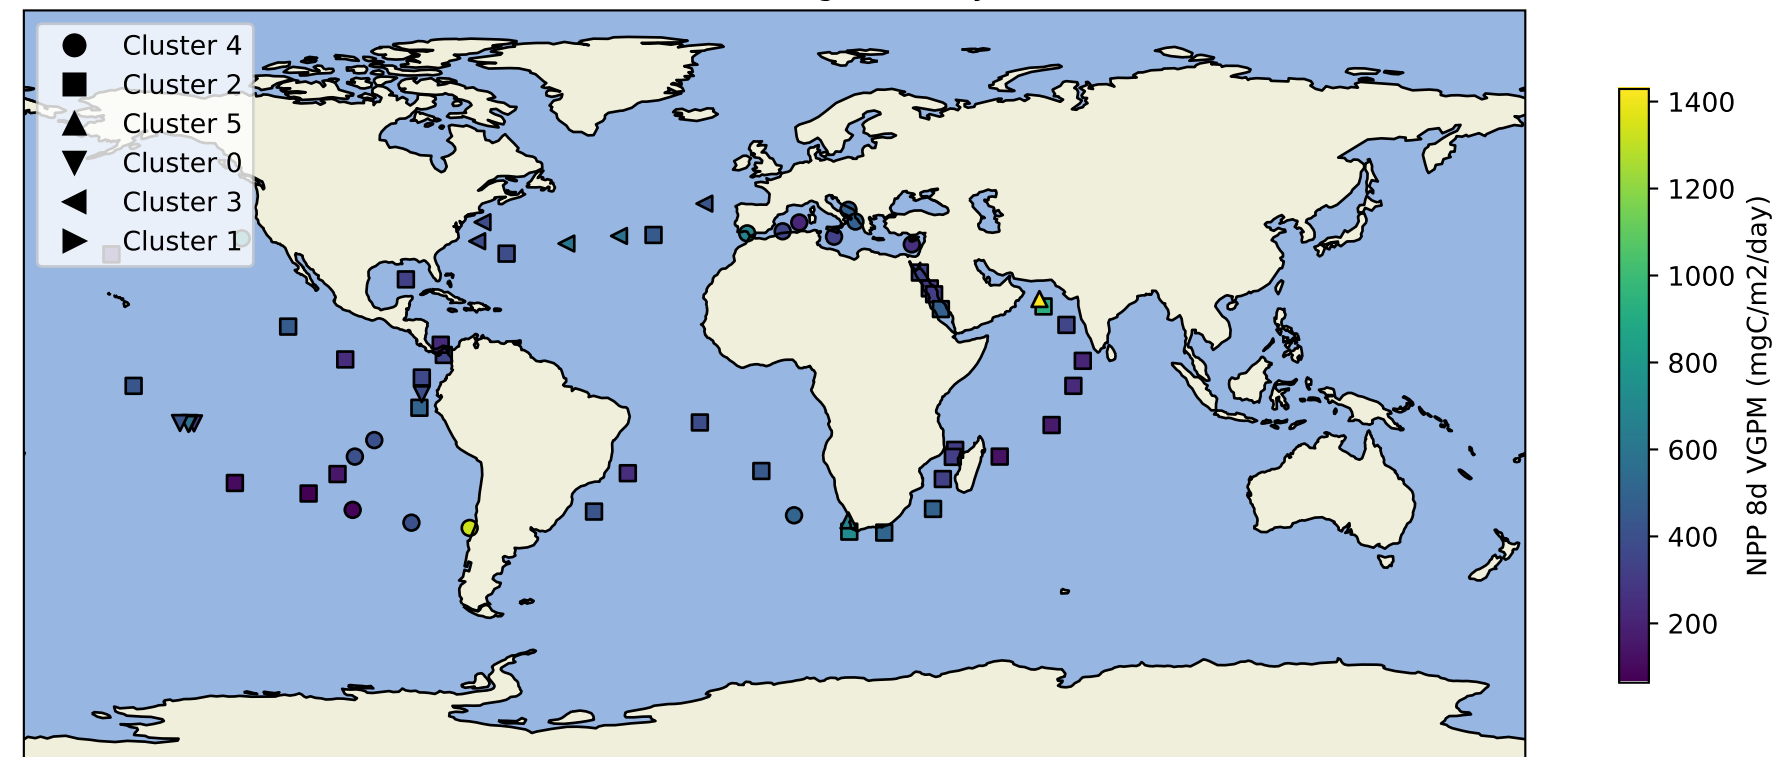 Cluster 4
Cluster 2
Cluster 5
Cluster 0
Cluster 3
Cluster 1
1400
1200
1000
800
600
400
200
NPP 8d VGPM (mgC/m2/day)